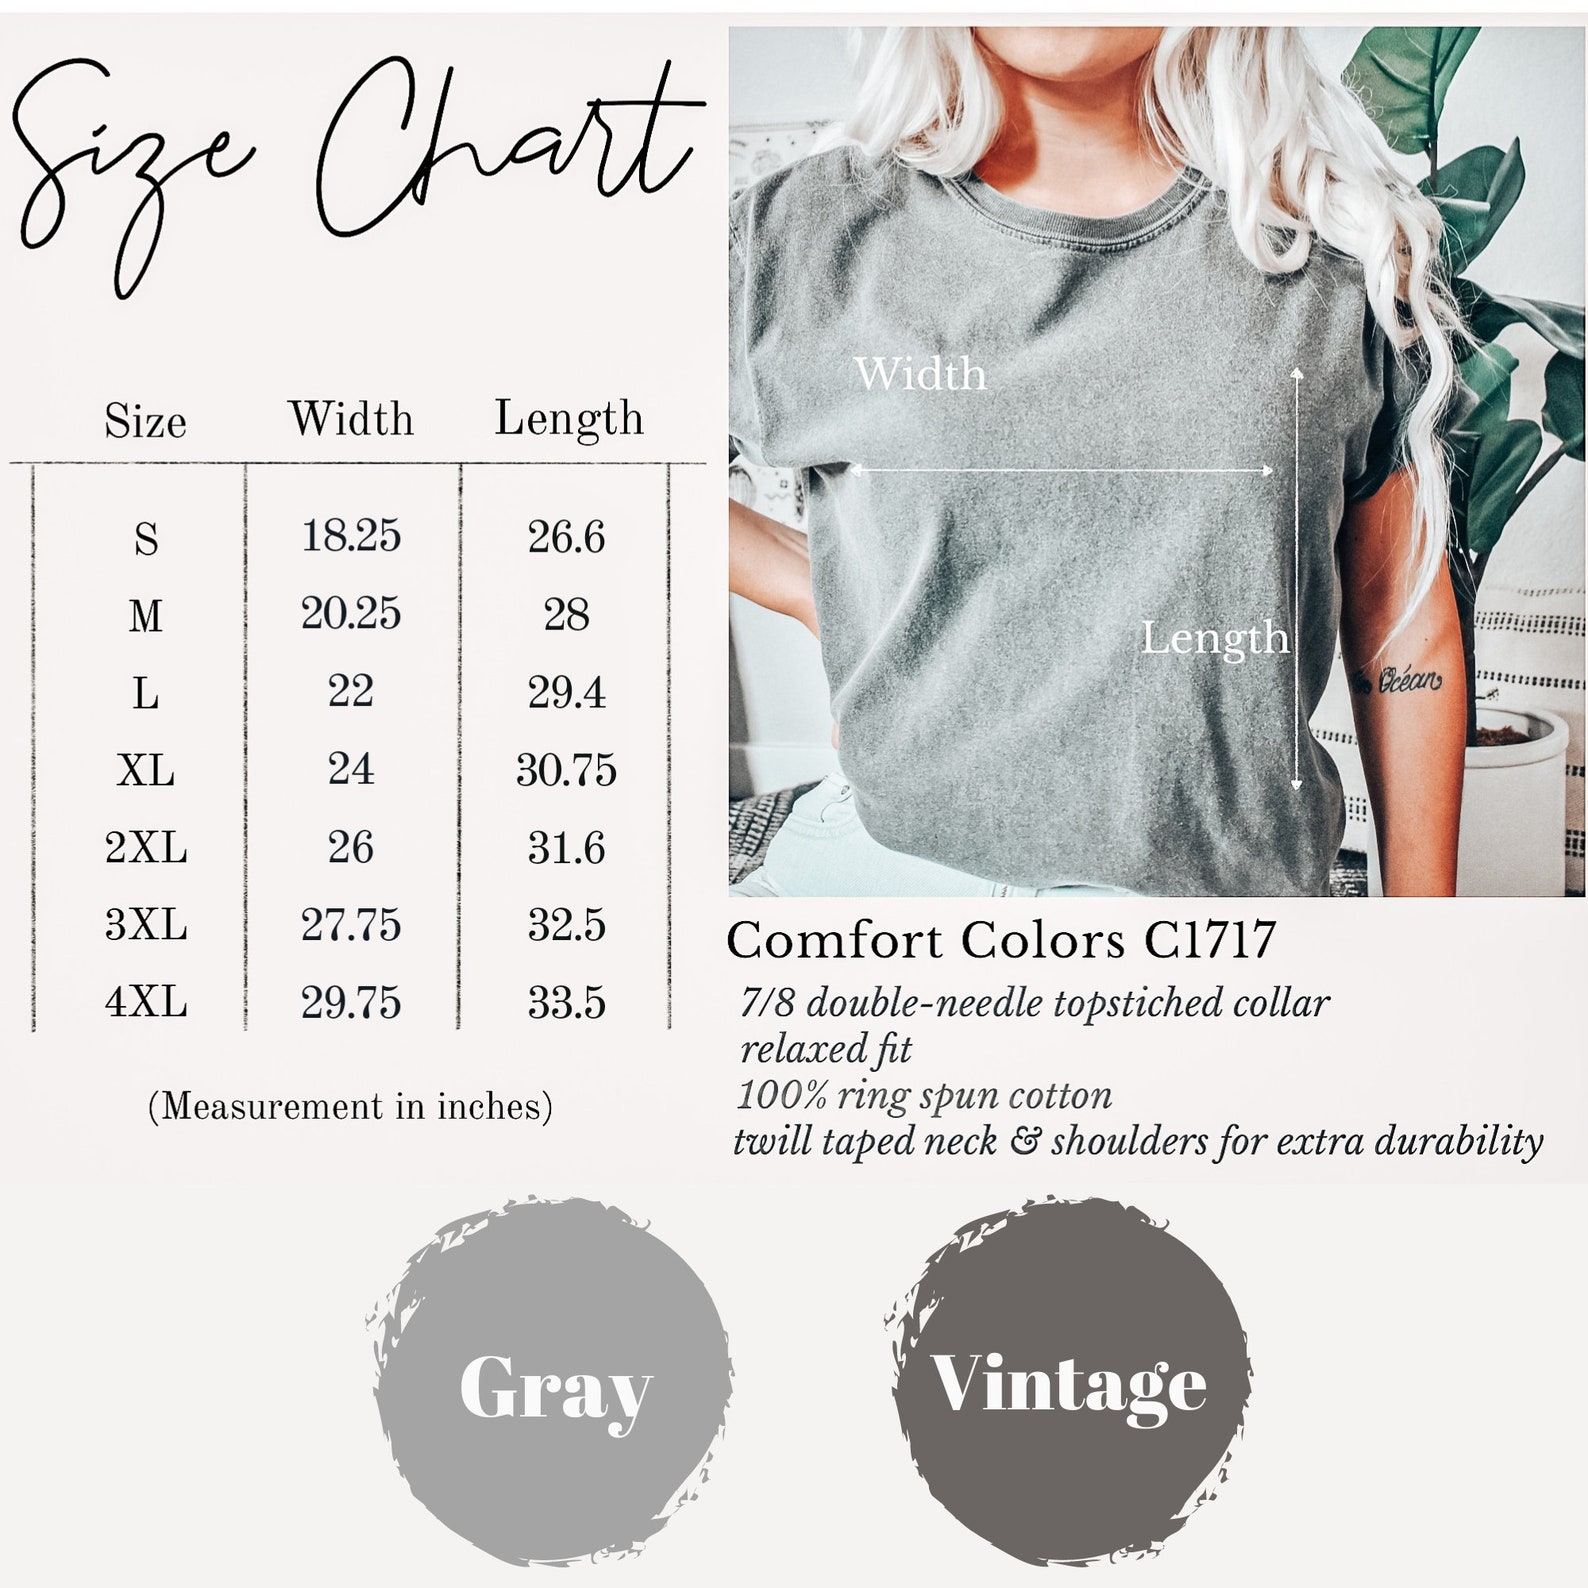 Size Chart
Size Width Length
S 18.25 26.6
M 20.25 28
L 22 29.4
XL 24 30.75
2XL 26 31.6
3XL 27.75 32.5
4XL 29.75 33.5
(Measurement in inches)
Width
Length
Océan
Comfort Colors C1717
7/8 double-needle topstiched collar
relaxed fit
100% ring spun cotton
twill taped neck & shoulders for extra durability
Gray
Vintage